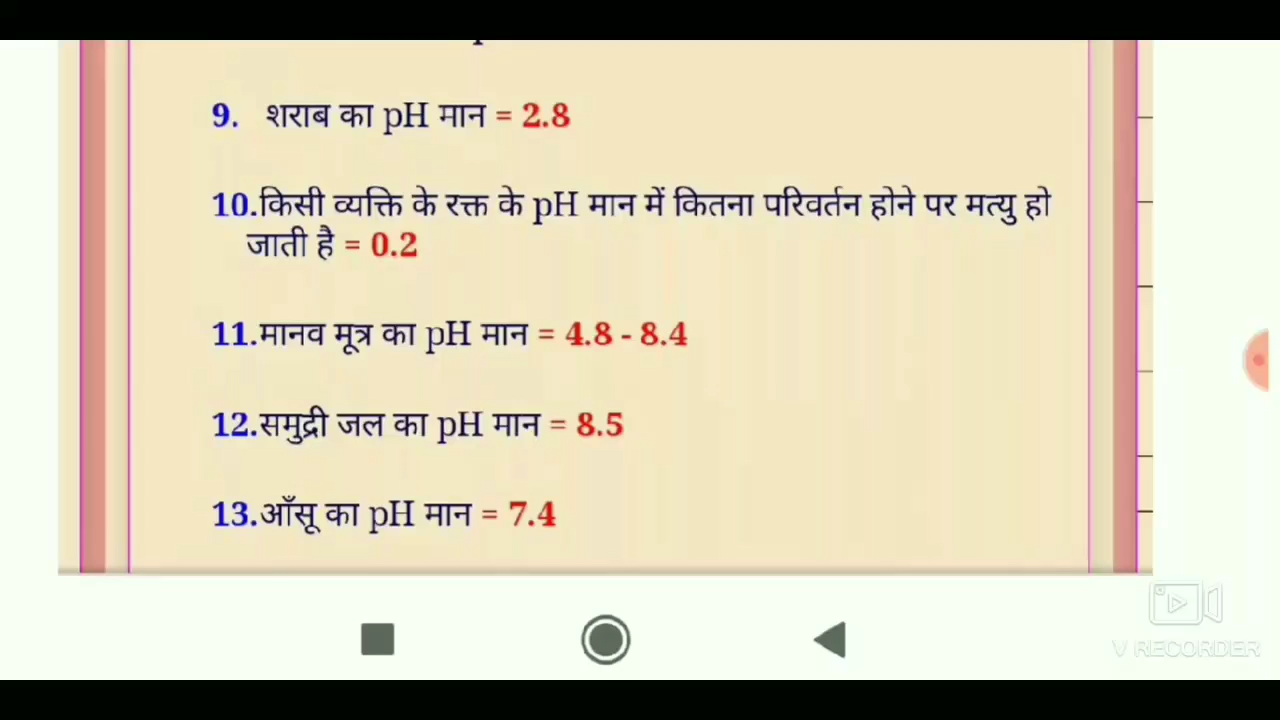 9. शराब का pH मान = 2.8
10.किसी व्यक्ति के रक्त के pH मान में कितना परिवर्तन होने पर मत्यु हो
जाती है = 0.2
11.मानव मूत्र का pH मान = 4.8 - 8.4
12.समुद्री जल का pH मान = 8.5
13.आँसू का pH मान = 7.4
V RECORDER